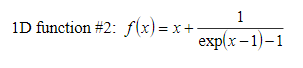 1D function #2: f(x) = x + 1/(exp(x−1)−1)